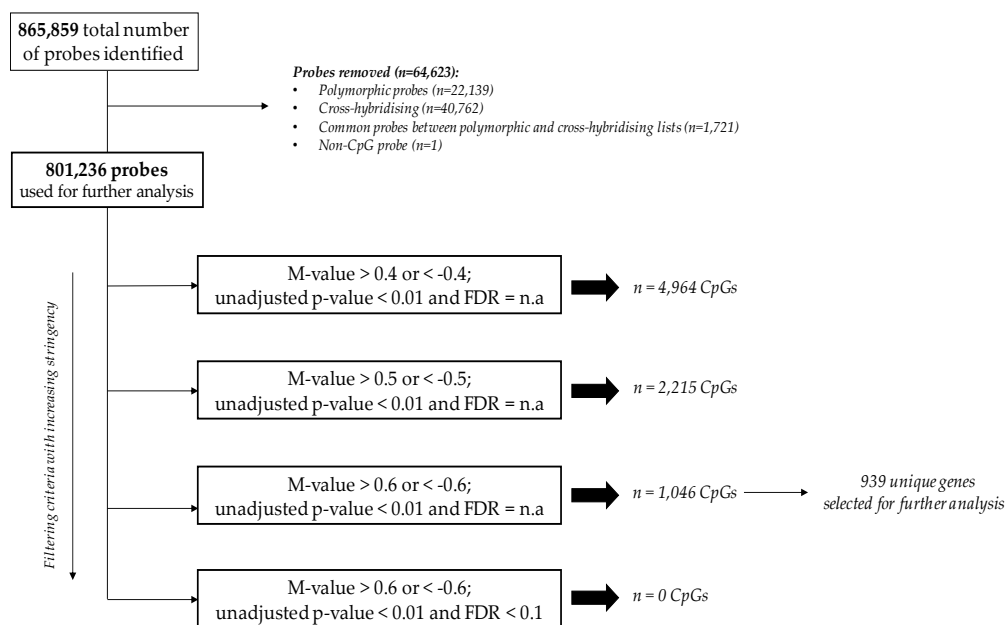 865,859 total number
of probes identified
Probes removed (n=64,623):
• Polymorphic probes (n=22,139)
• Cross-hybridising (n=40,762)
• Common probes between polymorphic and cross-hybridising lists (n=1,721)
• Non-CpG probe (n=1)
801,236 probes
used for further analysis
Filtering criteria with increasing stringency
M-value > 0.4 or < -0.4;
unadjusted p-value < 0.01 and FDR = n.a
n = 4,964 CpGs
M-value > 0.5 or < -0.5;
unadjusted p-value < 0.01 and FDR = n.a
n = 2,215 CpGs
M-value > 0.6 or < -0.6;
unadjusted p-value < 0.01 and FDR = n.a
n = 1,046 CpGs
939 unique genes
selected for further analysis
M-value > 0.6 or < -0.6;
unadjusted p-value < 0.01 and FDR < 0.1
n = 0 CpGs